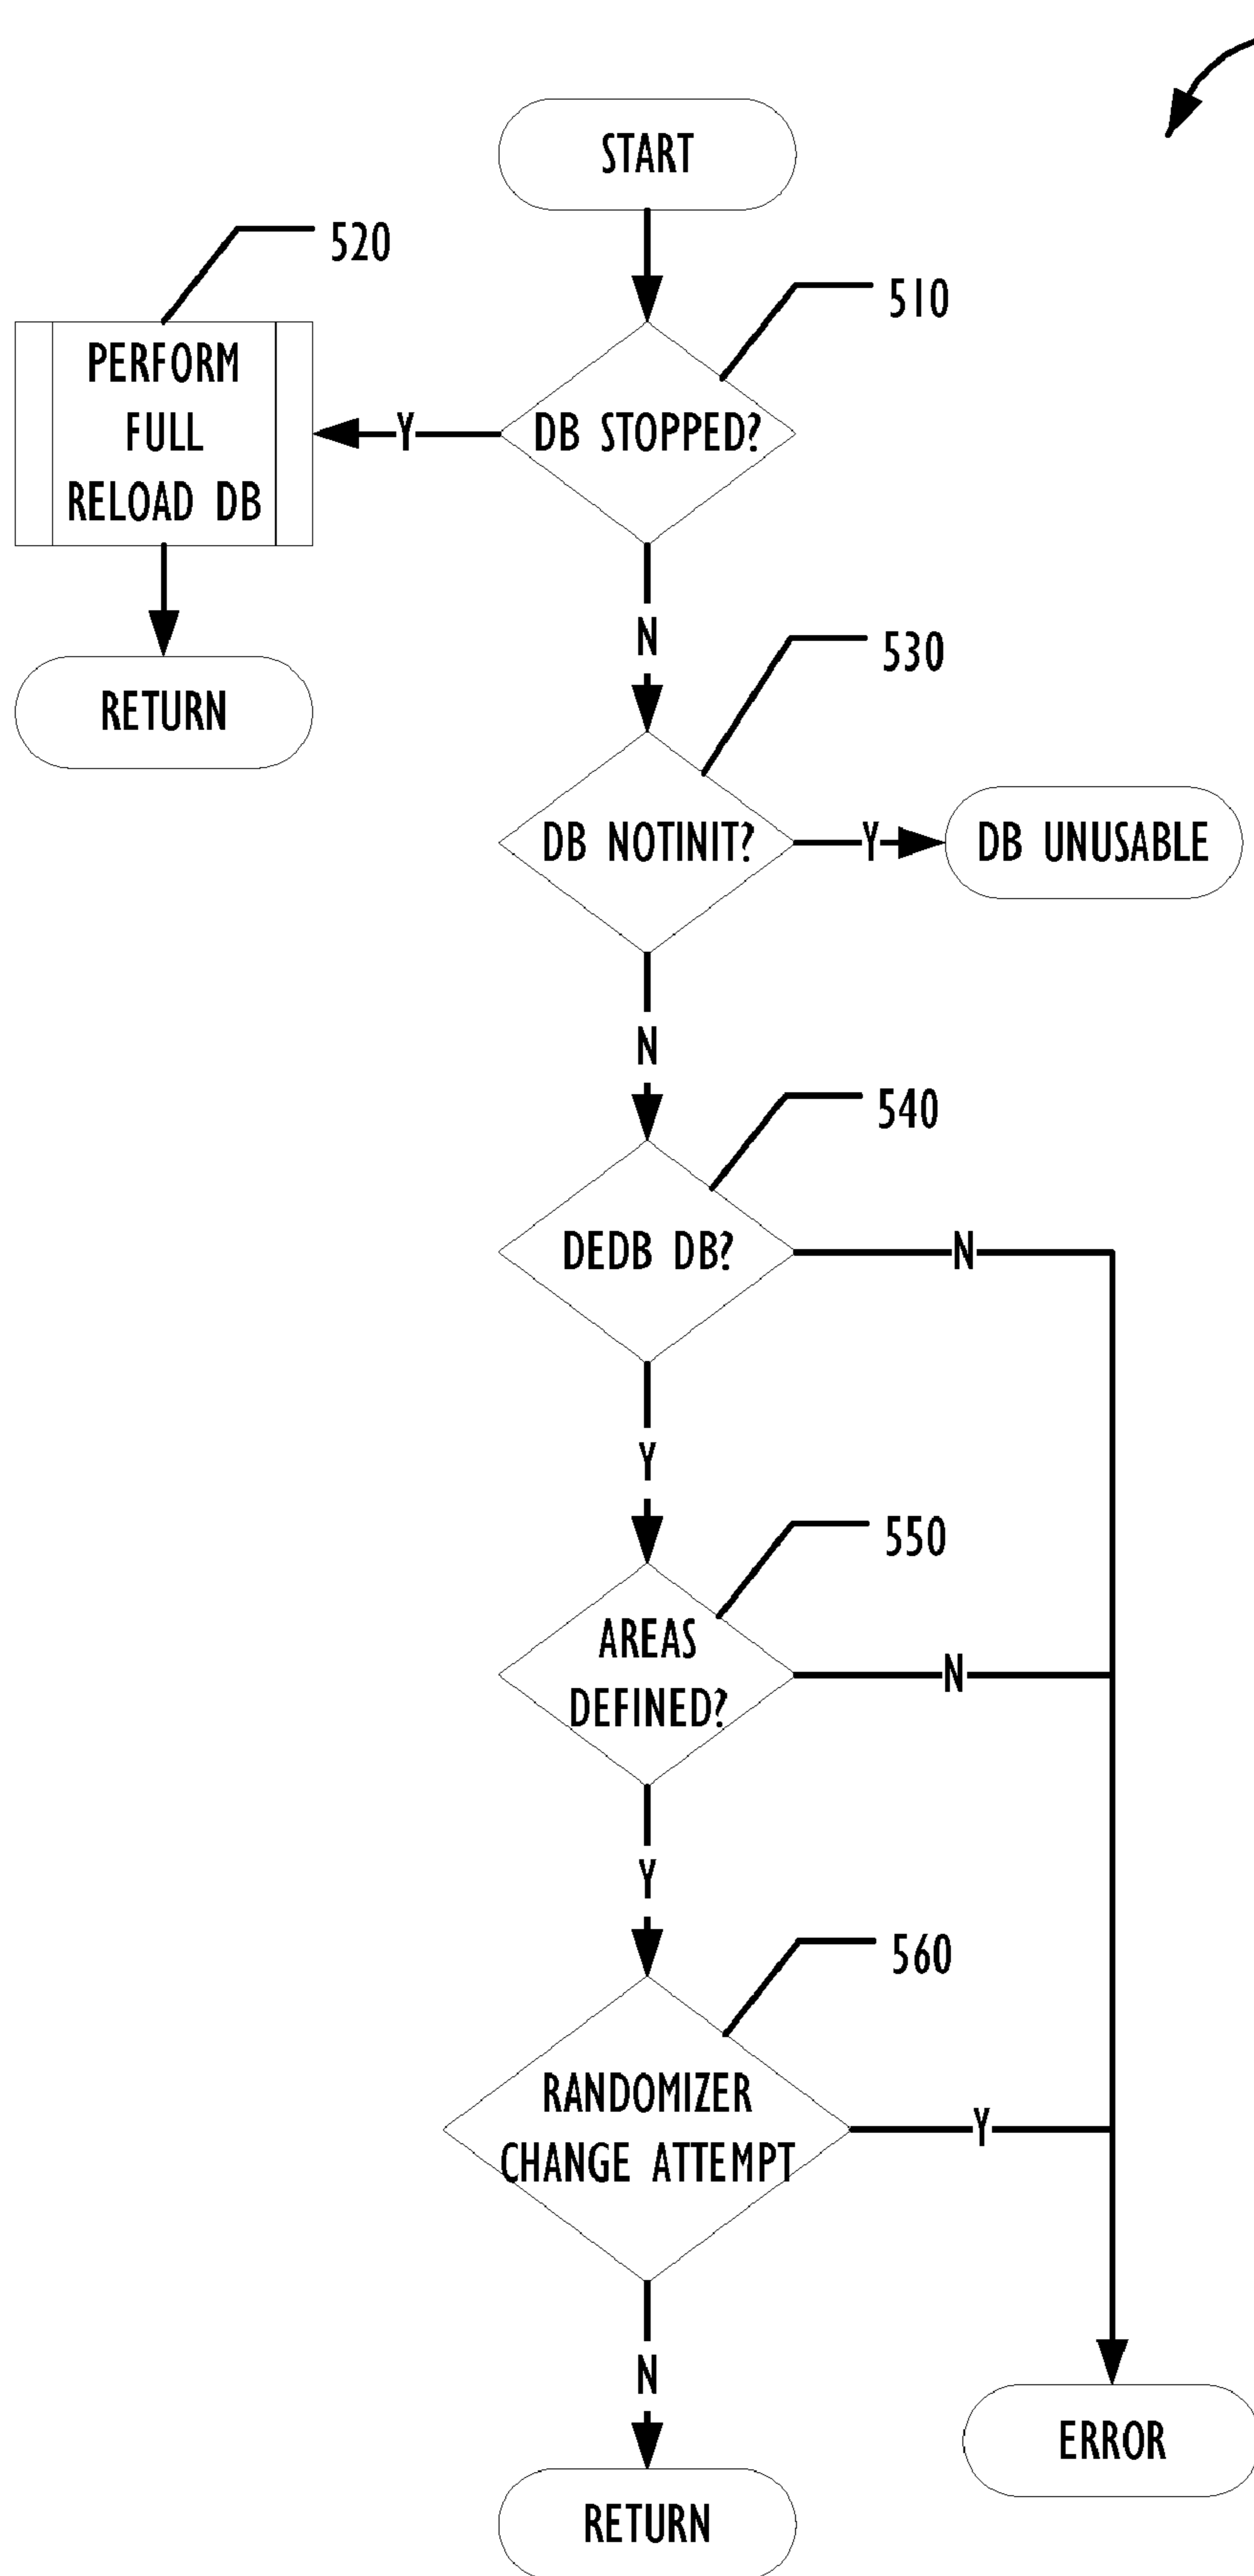 START
520
510
PERFORM
FULL
RELOAD DB
Y
DB STOPPED?
N
530
RETURN
DB NOTINIT?
Y
DB UNUSABLE
N
540
DEDB DB?
N
Y
550
AREAS
DEFINED?
N
Y
560
RANDOMIZER
CHANGE ATTEMPT
Y
N
ERROR
RETURN